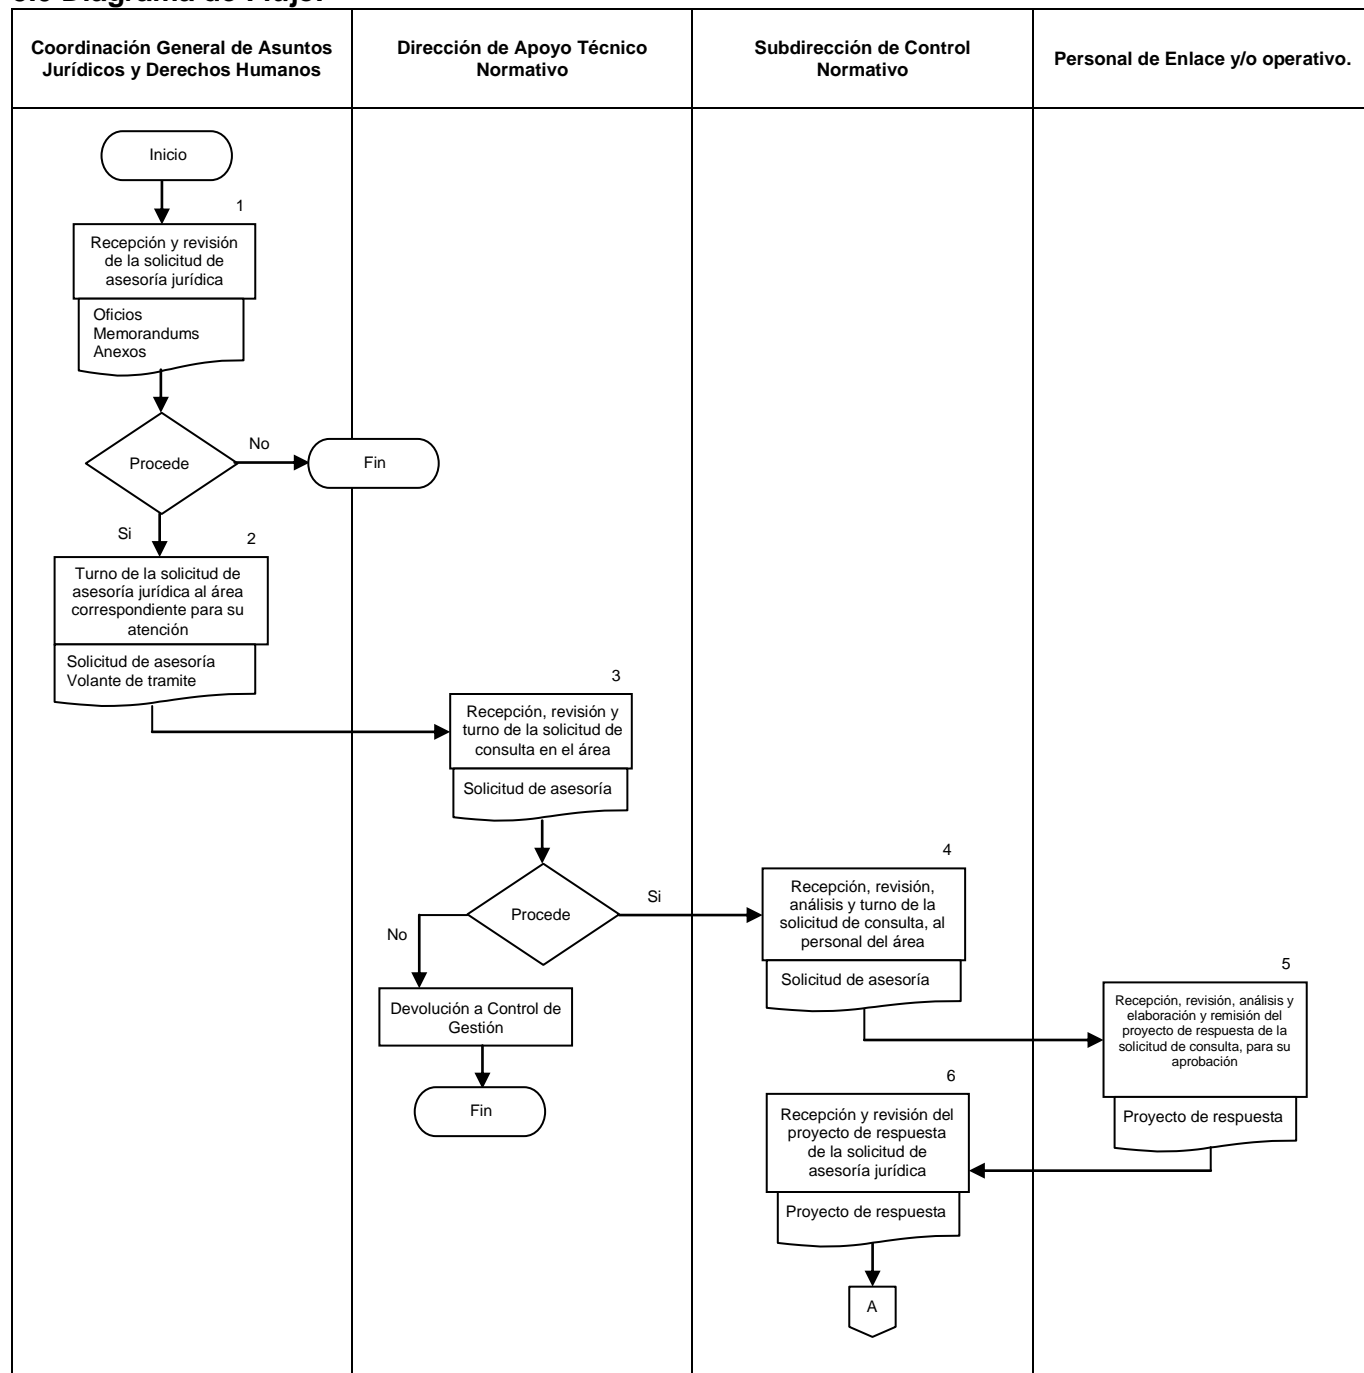 Coordinación General de Asuntos
Jurídicos y Derechos Humanos
Dirección de Apoyo Técnico
Normativo
Subdirección de Control
Normativo
Personal de Enlace y/o operativo.
Inicio
1
Recepción y revisión
de la solicitud de
asesoría jurídica
Oficios
Memorandums
Anexos
Procede
No
Fin
Si
2
Turno de la solicitud de
asesoría jurídica al área
correspondiente para su
atención
Solicitud de asesoría
Volante de tramite
3
Recepción, revisión y
turno de la solicitud de
consulta en el área
Solicitud de asesoría
Procede
Si
No
Devolución a Control de
Gestión
Fin
4
Recepción, revisión,
análisis y turno de la
solicitud de consulta, al
personal del área
Solicitud de asesoría
5
Recepción, revisión, análisis y
elaboración y remisión del
proyecto de respuesta de la
solicitud de consulta, para su
aprobación
Proyecto de respuesta
6
Recepción y revisión del
proyecto de respuesta
de la solicitud de
asesoría jurídica
Proyecto de respuesta
A